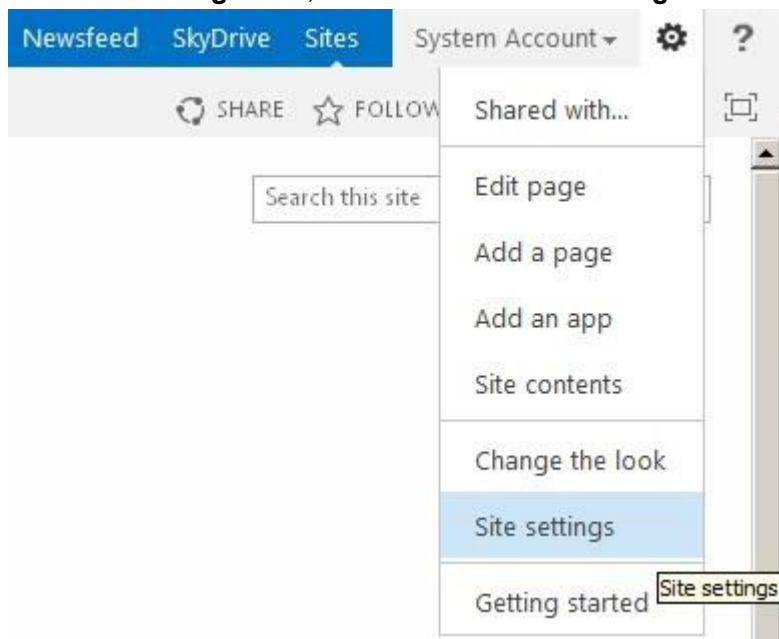 Newsfeed SkyDrive Sites System Account ?
SHARE FOLLOW
Shared with...
Edit page
Search this site
Add a page
Add an app
Site contents
Change the look
Site settings
Site settings
Getting started